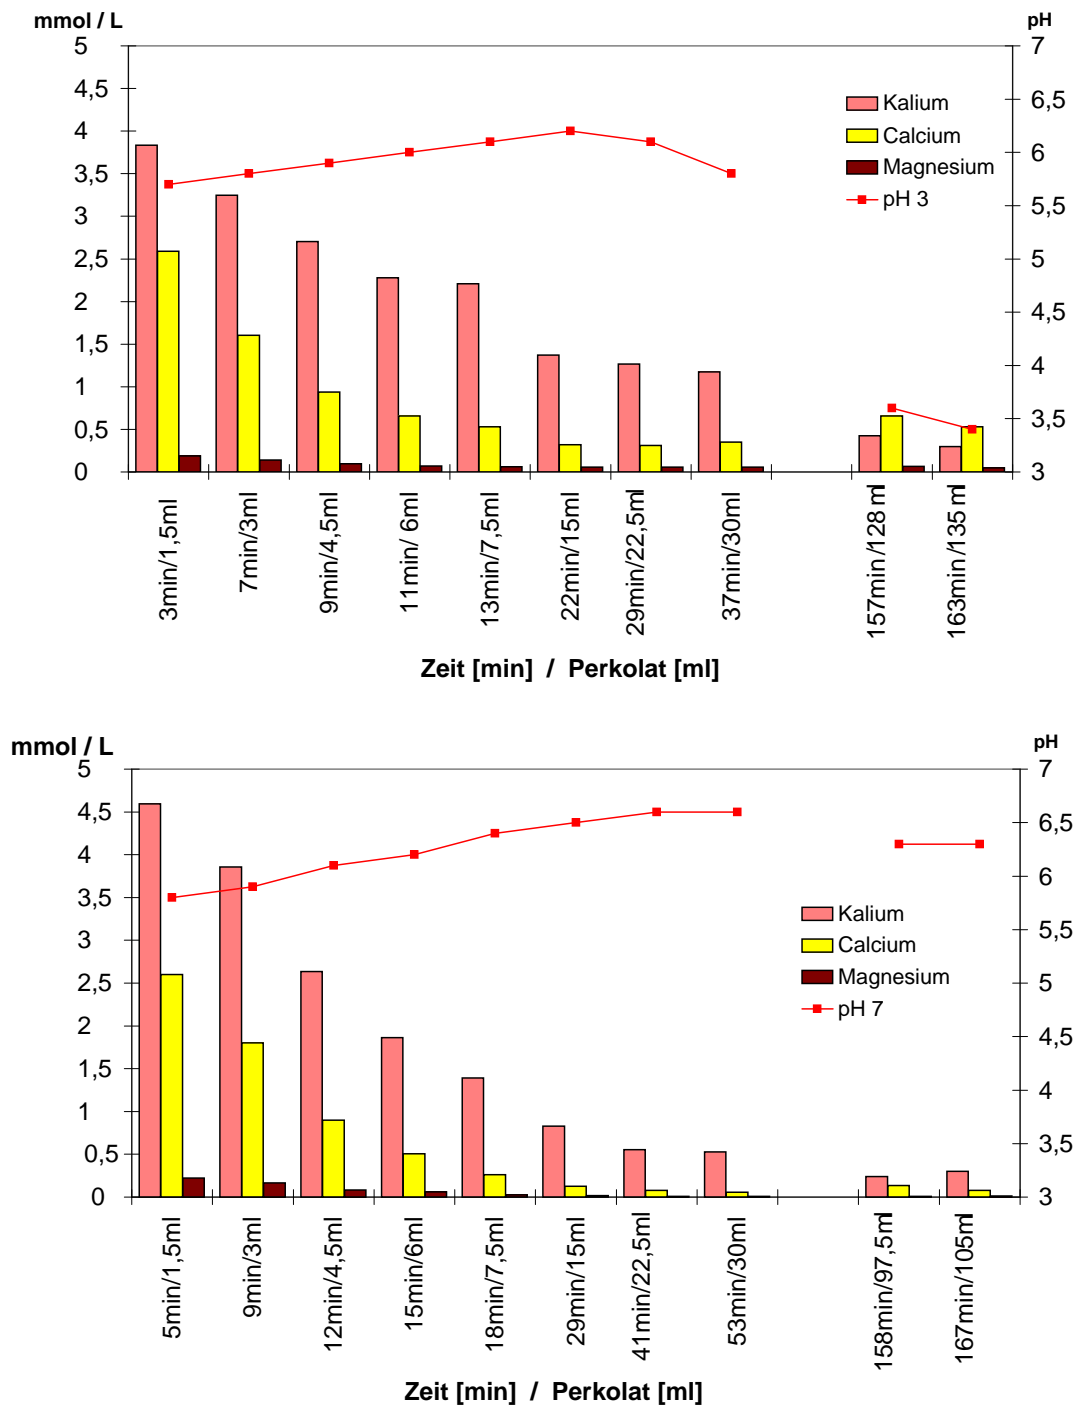 mmol / L
pH
5
4,5
4
3,5
3
2,5
2
1,5
1
0,5
0
7
6,5
6
5,5
5
4,5
4
3,5
3
Kalium
Calcium
Magnesium
pH 3
3min/1,5ml
7min/3ml
9min/4,5ml
11min/ 6ml
13min/7,5ml
22min/15ml
29min/22,5ml
37min/30ml
157min/128 ml
163min/135 ml
Zeit [min] / Perkolat [ml]
mmol / L
pH
5
4,5
4
3,5
3
2,5
2
1,5
1
0,5
0
7
6,5
6
5,5
5
4,5
4
3,5
3
Kalium
Calcium
Magnesium
pH 7
5min/1,5ml
9min/3ml
12min/4,5ml
15min/6ml
18min/7,5ml
29min/15ml
41min/22,5ml
53min/30ml
158min/97,5ml
167min/105ml
Zeit [min] / Perkolat [ml]